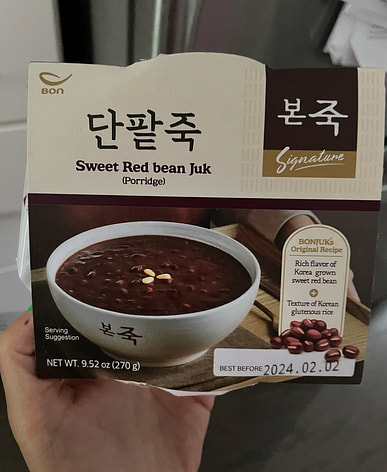 BON
단팥죽
Sweet Red bean Juk
(Porridge)
본죽
Signature
BONJUK's
Original Recipe
Rich flavor of
Korea grown
sweet red bean
+
Texture of Korean
glutenous rice
본죽
Serving
Suggestion
NET WT. 9.52 oz (270 g)
BEST BEFORE 2024.02.02